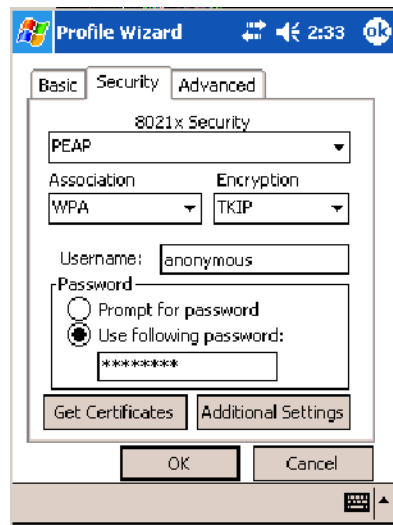 Profile Wizard 2:33 ok
Basic Security Advanced
8021x Security
PEAP
Association Encryption
WPA TKIP
Username: anonymous
Password
Prompt for password
Use following password:
********
Get Certificates Additional Settings
OK Cancel